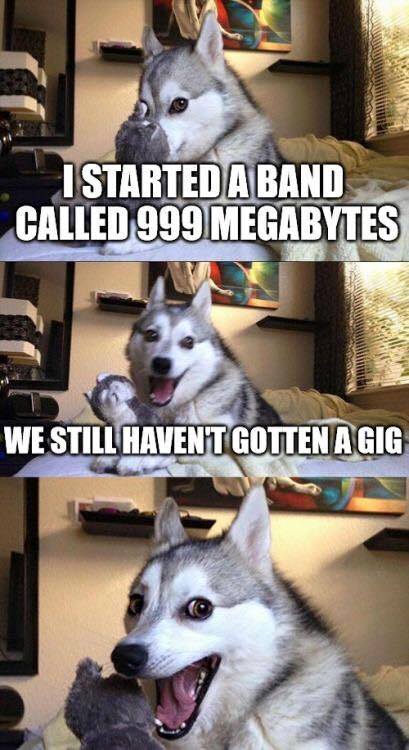 I STARTED A BAND
CALLED 999 MEGABYTES
WE STILL HAVEN'T GOTTEN A GIG